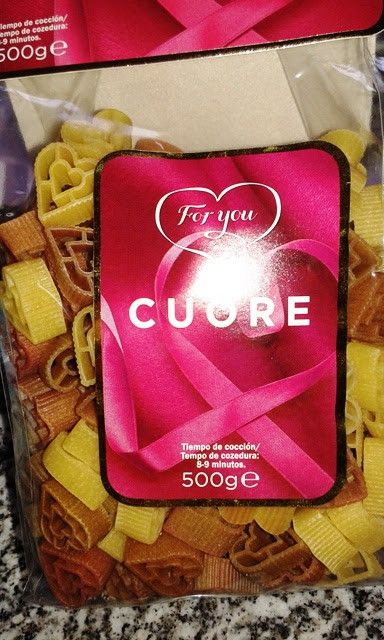 Tiempo de cocción/
Tempo de cozedura:
8-9 minutos.
500g℮
For you
CUORE
Tiempo de cocción/
Tempo de cozedura:
8-9 minutos.
500g℮